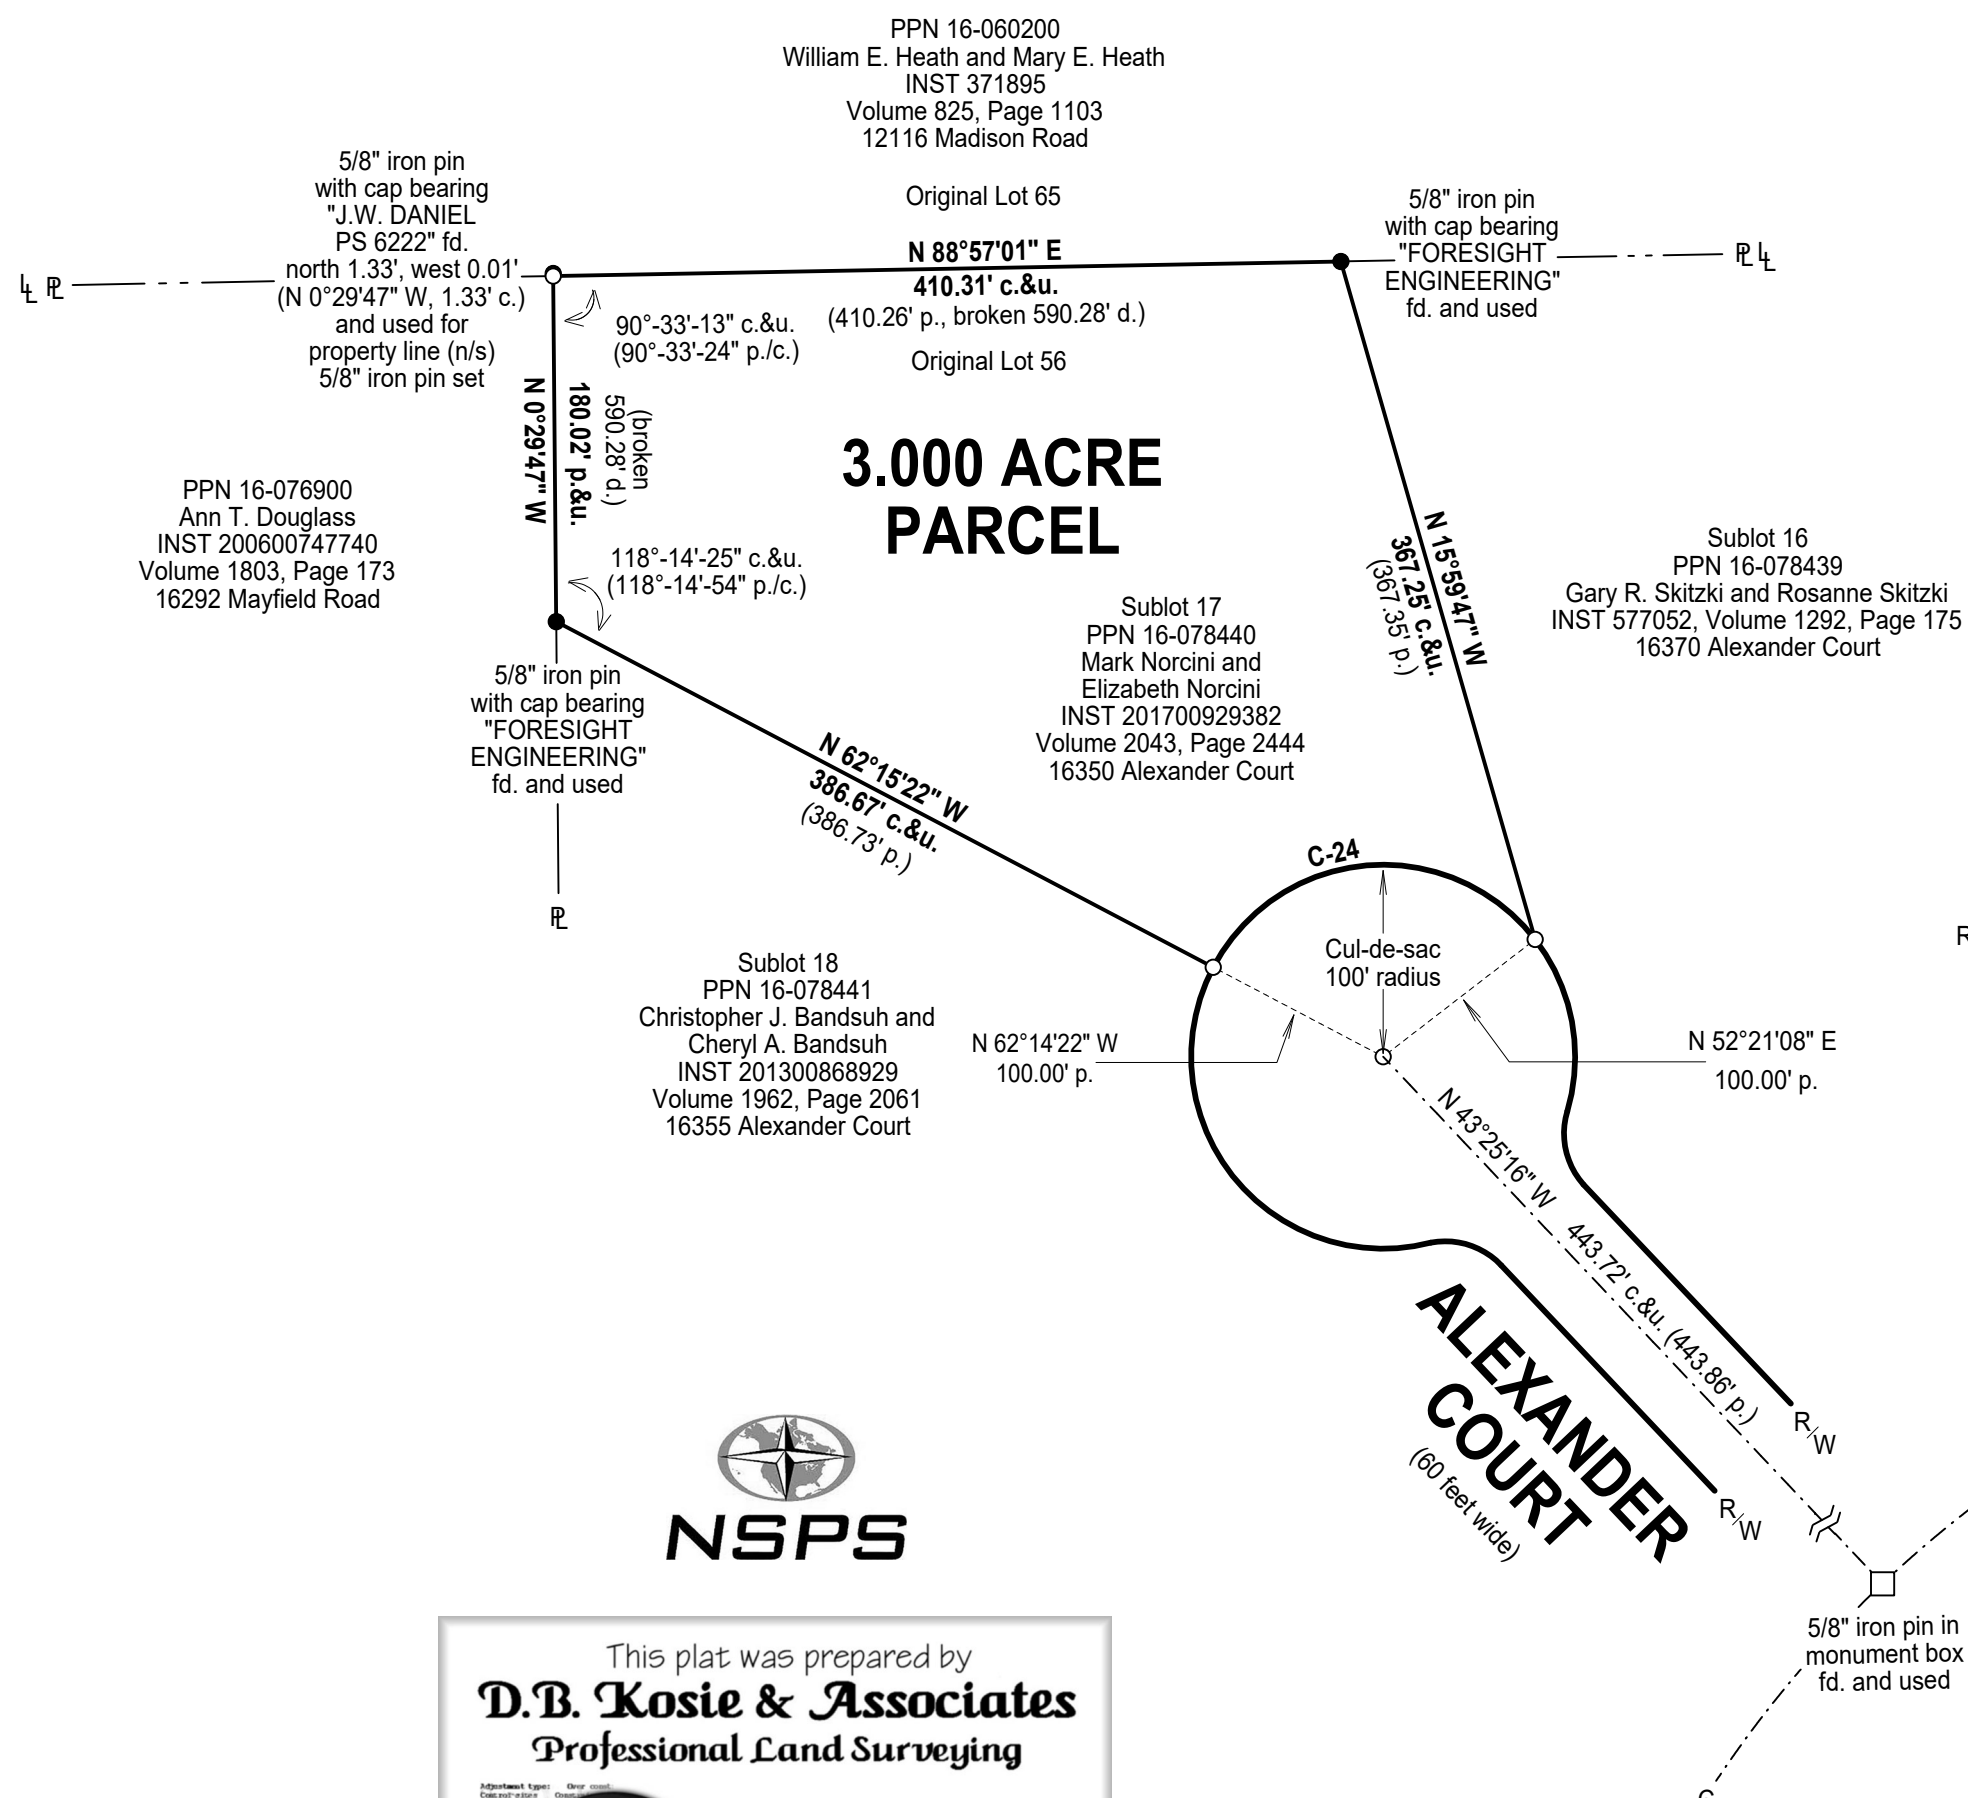 PPN 16-060200
William E. Heath and Mary E. Heath
INST 371895
Volume 825, Page 1103
12116 Madison Road
Original Lot 65
5/8" iron pin
with cap bearing
"J.W. DANIEL
PS 6222" fd.
north 1.33', west 0.01'
(N 0°29'47" W, 1.33' c.)
and used for
property line (n/s)
5/8" iron pin set
LL PL
N 88°57'01" E
410.31' c.&u.
(410.26' p., broken 590.28' d.)
Original Lot 56
5/8" iron pin
with cap bearing
"FORESIGHT
ENGINEERING"
fd. and used
PL LL
90°-33'-13" c.&u.
(90°-33'-24" p./c.)
N 0°29'47" W
180.02' p.&u.
(broken
590.28' d.)
3.000 ACRE
PARCEL
PPN 16-076900
Ann T. Douglass
INST 200600747740
Volume 1803, Page 173
16292 Mayfield Road
118°-14'-25" c.&u.
(118°-14'-54" p./c.)
N 15°59'47" W
367.25' c.&u.
(367.35' p.)
Sublot 16
PPN 16-078439
Gary R. Skitzki and Rosanne Skitzki
INST 577052, Volume 1292, Page 175
16370 Alexander Court
Sublot 17
PPN 16-078440
Mark Norcini and
Elizabeth Norcini
INST 201700929382
Volume 2043, Page 2444
16350 Alexander Court
5/8" iron pin
with cap bearing
"FORESIGHT
ENGINEERING"
fd. and used
PL
N 62°15'22" W
386.67' c.&u.
(386.73' p.)
C-24
Cul-de-sac
100' radius
R
Sublot 18
PPN 16-078441
Christopher J. Bandsuh and
Cheryl A. Bandsuh
INST 201300868929
Volume 1962, Page 2061
16355 Alexander Court
N 62°14'22" W
100.00' p.
N 52°21'08" E
100.00' p.
N 43°25'16" W 443.72' c.&u. (443.86' p.)
ALEXANDER
COURT
(60 feet wide)
R/W
R/W
5/8" iron pin in
monument box
fd. and used
NSPS
This plat was prepared by
D.B. Kosie & Associates
Professional Land Surveying
Adjustment type: Over const.